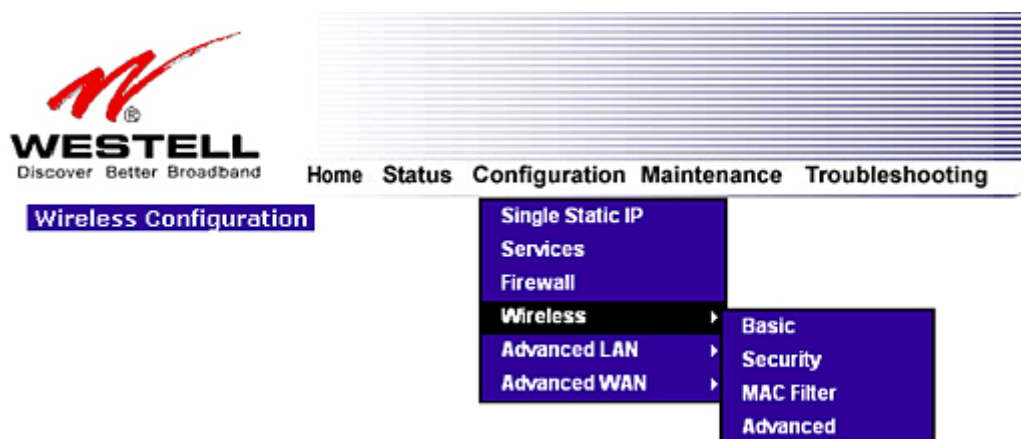 ®
WESTELL
Discover Better Broadband
Home Status Configuration Maintenance Troubleshooting
Wireless Configuration
Single Static IP
Services
Firewall
Wireless
Advanced LAN
Advanced WAN
Basic
Security
MAC Filter
Advanced